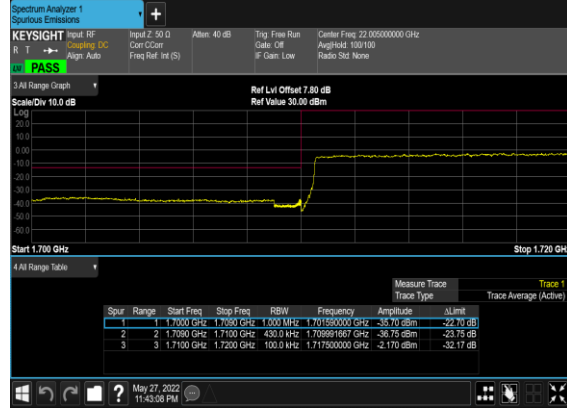 Spectrum Analyzer 1
Spurious Emissions
+
KEYSIGHT Input: RF Input Z: 50 Ω Atten: 40 dB Trig: Free Run Center Freq: 22.005000000 GHz
R T Coupling: DC Corr CCorr Gate: Off Avg|Hold: 100/100
Align: Auto Freq Ref: Int (S) IF Gain: Low Radio Std: None
PASS
3 All Range Graph
Ref Lvl Offset 7.80 dB
Scale/Div 10.0 dB Ref Value 30.00 dBm
Log
20.0
10.0
0.00
-10.0
-20.0
-30.0
-40.0
-50.0
-60.0
Start 1.700 GHz Stop 1.720 GHz
4 All Range Table
Measure Trace Trace 1
Trace Type Trace Average (Active)
Spur Range Start Freq Stop Freq RBW Frequency Amplitude ΔLimit
1 1 1.7000 GHz 1.7090 GHz 1.000 MHz 1.701590000 GHz -35.70 dBm -22.70 dB
2 2 1.7090 GHz 1.7100 GHz 430.0 kHz 1.709991667 GHz -36.75 dBm -23.75 dB
3 3 1.7100 GHz 1.7200 GHz 100.0 kHz 1.717500000 GHz -2.170 dBm -32.17 dB
? May 27, 2022
11:43:08 PM